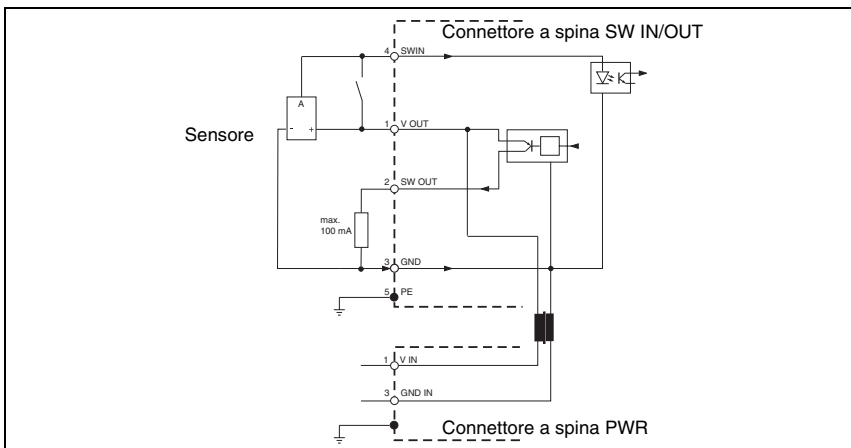 Connettore a spina SW IN/OUT
4 SWIN
A
- +
Sensore
1 V OUT
2 SW OUT
max.
100 mA
3 GND
5 PE
1 V IN
3 GND IN
Connettore a spina PWR